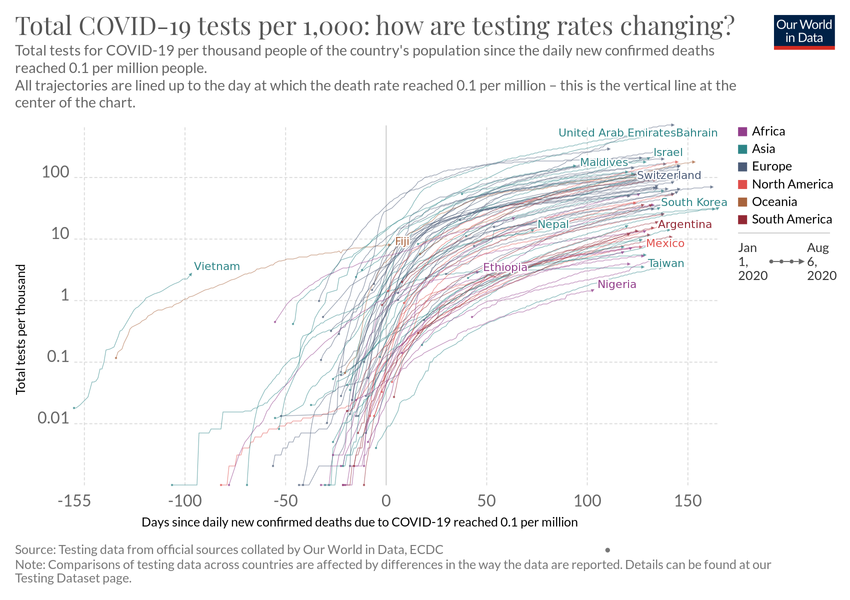 Total COVID-19 tests per 1,000: how are testing rates changing?
Our World
in Data
Total tests for COVID-19 per thousand people of the country's population since the daily new confirmed deaths
reached 0.1 per million people.
All trajectories are lined up to the day at which the death rate reached 0.1 per million – this is the vertical line at the
center of the chart.
United Arab Emirates
Bahrain
Israel
Maldives
Switzerland
South Korea
Nepal
Argentina
Fiji
Mexico
Vietnam
Ethiopia
Taiwan
Nigeria
Africa
Asia
Europe
North America
Oceania
South America
Jan
1,
2020
Aug
6,
2020
Total tests per thousand
100
10
1
0.1
0.01
-155
-100
-50
0
50
100
150
Days since daily new confirmed deaths due to COVID-19 reached 0.1 per million
Source: Testing data from official sources collated by Our World in Data, ECDC
Note: Comparisons of testing data across countries are affected by differences in the way the data are reported. Details can be found at our
Testing Dataset page.